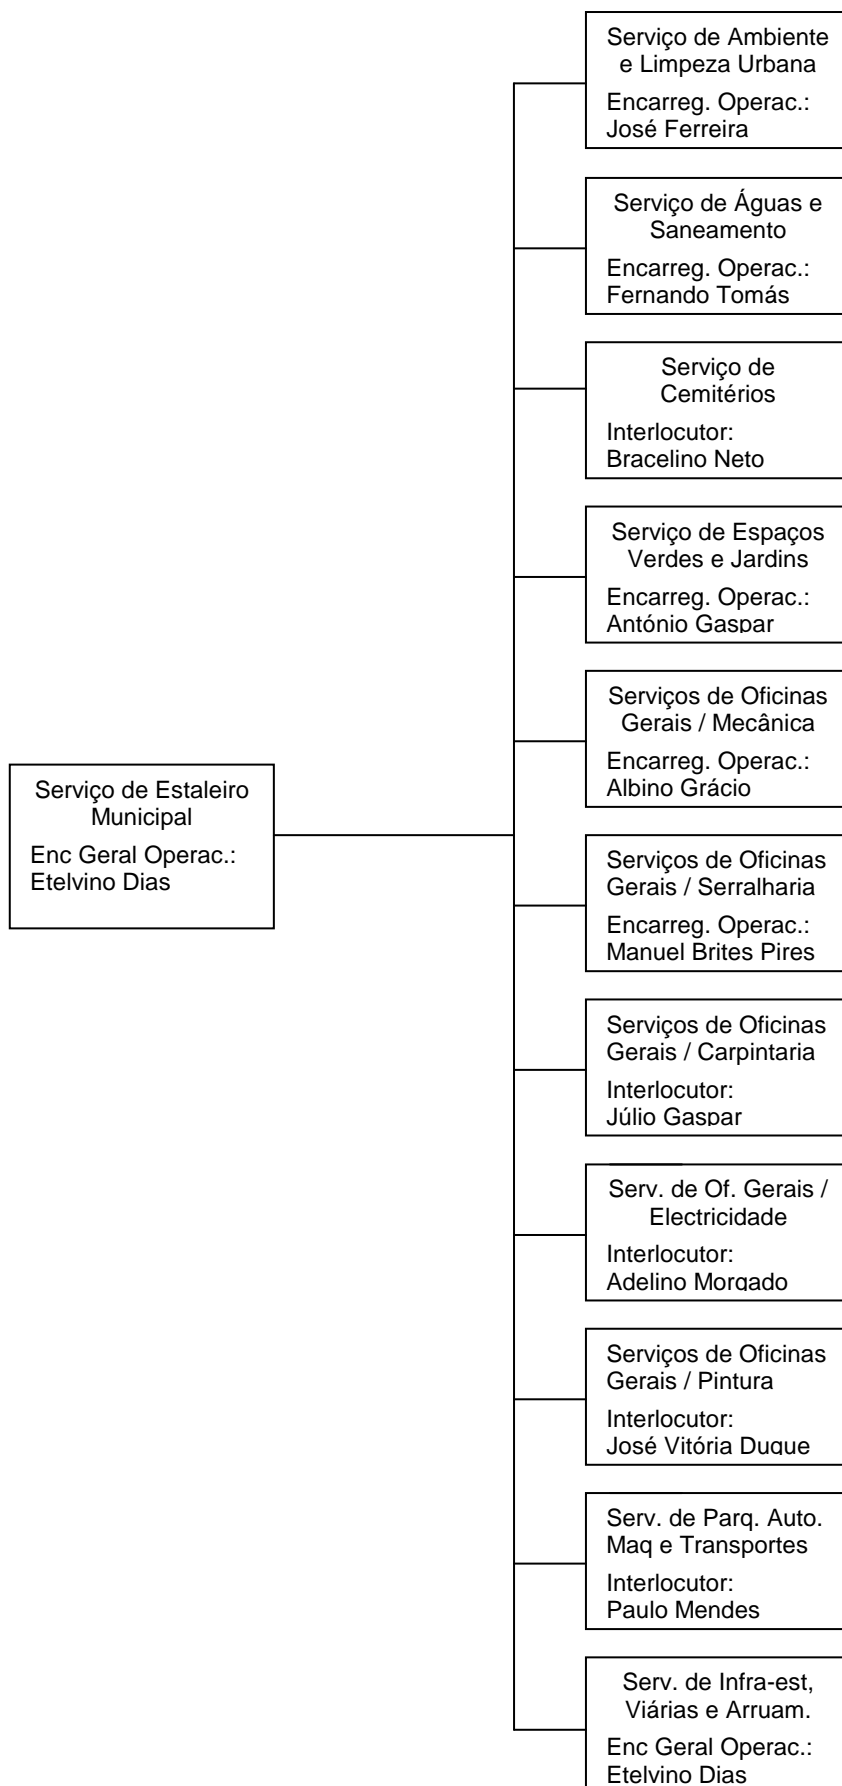 Serviço de Ambiente
e Limpeza Urbana
Encarreg. Operac.:
José Ferreira
Serviço de Águas e
Saneamento
Encarreg. Operac.:
Fernando Tomás
Serviço de
Cemitérios
Interlocutor:
Bracelino Neto
Serviço de Espaços
Verdes e Jardins
Encarreg. Operac.:
António Gaspar
Serviços de Oficinas
Gerais / Mecânica
Encarreg. Operac.:
Albino Grácio
Serviço de Estaleiro
Municipal
Enc Geral Operac.:
Etelvino Dias
Serviços de Oficinas
Gerais / Serralharia
Encarreg. Operac.:
Manuel Brites Pires
Serviços de Oficinas
Gerais / Carpintaria
Interlocutor:
Júlio Gaspar
Serv. de Of. Gerais /
Electricidade
Interlocutor:
Adelino Morgado
Serviços de Oficinas
Gerais / Pintura
Interlocutor:
José Vitória Duque
Serv. de Parq. Auto.
Maq e Transportes
Interlocutor:
Paulo Mendes
Serv. de Infra-est,
Viárias e Arruam.
Enc Geral Operac.:
Etelvino Dias